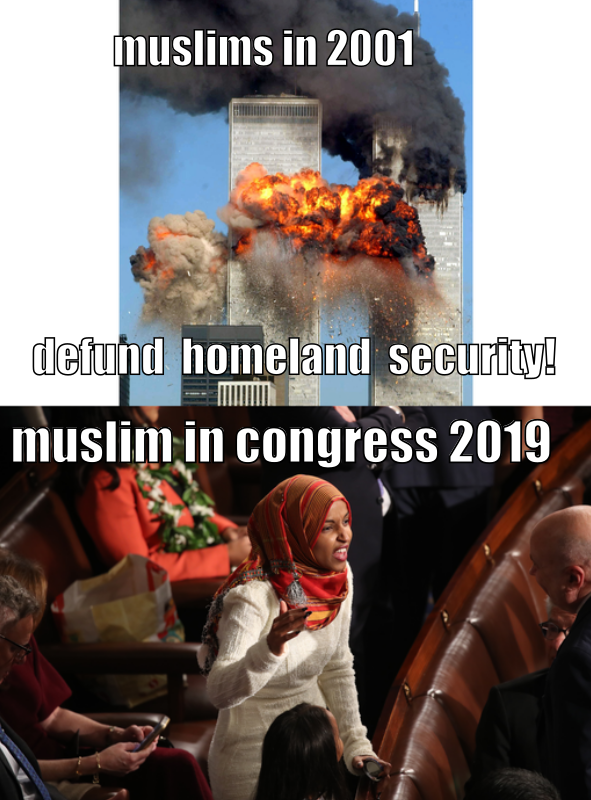 muslims in 2001
defund homeland security!
muslim in congress 2019